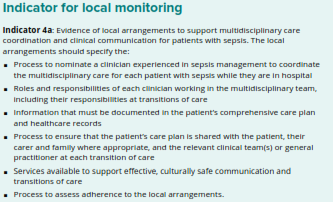 Indicator for local monitoring
Indicator 4a: Evidence of local arrangements to support multidisciplinary care
coordination and clinical communication for patients with sepsis. The local
arrangements should specify the:
▪ Process to nominate a clinician experienced in sepsis management to coordinate
the multidisciplinary care for each patient with sepsis while they are in hospital
▪ Roles and responsibilities of each clinician working in the multidisciplinary team,
including their responsibilities at transitions of care
▪ Information that must be documented in the patient's comprehensive care plan
and healthcare records
▪ Process to ensure that the patient's care plan is shared with the patient, their
carer and family where appropriate, and the relevant clinical team(s) or general
practitioner at each transition of care
▪ Services available to support effective, culturally safe communication and
transitions of care
▪ Process to assess adherence to the local arrangements.